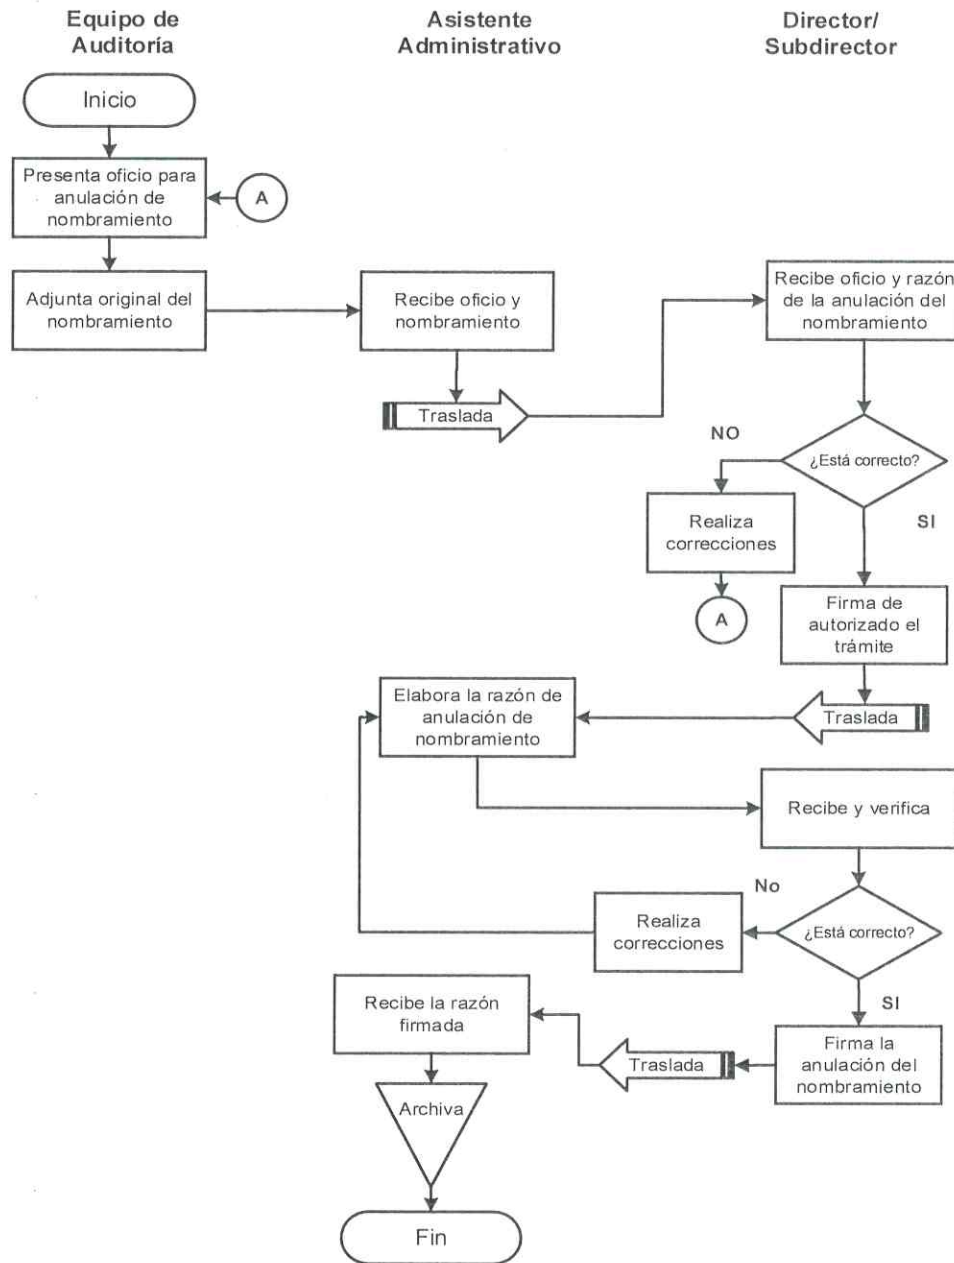 Equipo de
Auditoría
Asistente
Administrativo
Director/
Subdirector
Inicio
Presenta oficio para
anulación de
nombramiento
A
Adjunta original del
nombramiento
Recibe oficio y
nombramiento
Recibe oficio y razón
de la anulación del
nombramiento
Traslada
NO
¿Está correcto?
SI
Realiza
correcciones
A
Firma de
autorizado el
trámite
Traslada
Elabora la razón de
anulación de
nombramiento
Recibe y verifica
No
¿Está correcto?
Realiza
correcciones
SI
Recibe la razón
firmada
Firma la
anulación del
nombramiento
Traslada
Archiva
Fin